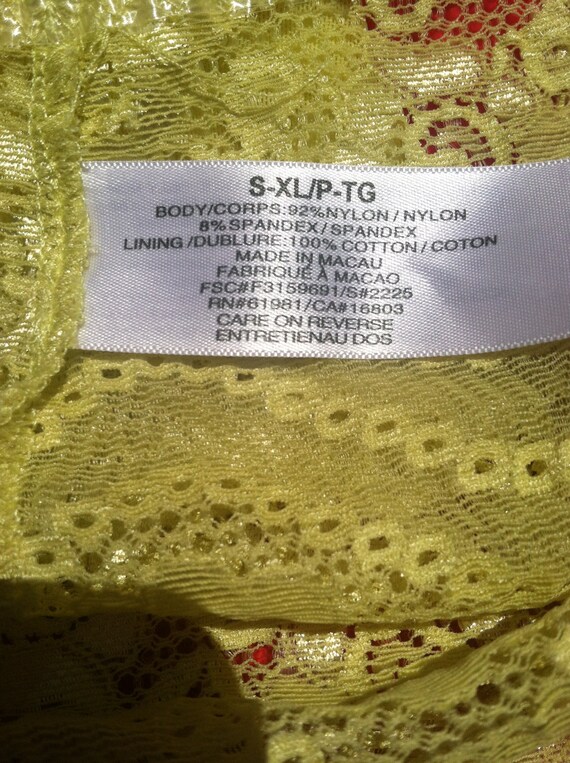 S-XL/P-TG
BODY/CORPS:92%NYLON/NYLON
8% SPANDEX/SPANDEX
LINING/DUBLURE:100% COTTON/COTON
MADE IN MACAU
FABRIQUÉ À MACAO
FSC#F3159691/S#2225
RN#61981/CA#16803
CARE ON REVERSE
ENTRETIENAU DOS